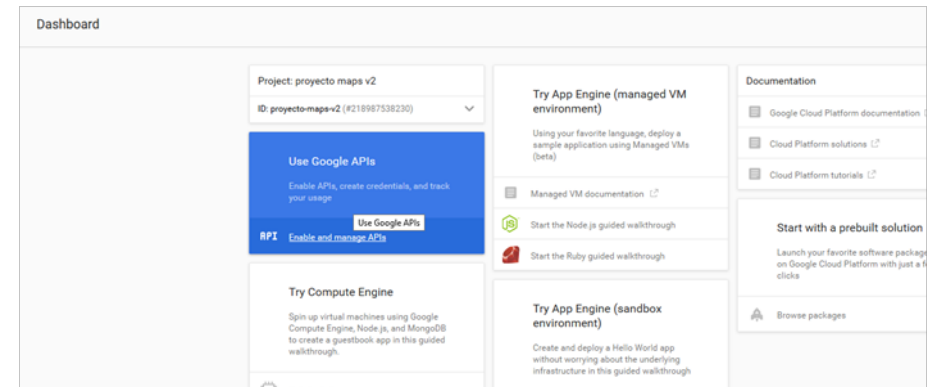 Dashboard
Project: proyecto maps v2
ID: proyecto-maps-v2 (#218987538230)
Use Google APIs
Enable APIs, create credentials, and track
your usage
Use Google APIs
API Enable and manage APIs
Try Compute Engine
Spin up virtual machines using Google
Compute Engine, Node.js, and MongoDB
to create a guestbook app in this guided
walkthrough.
Try App Engine (managed VM
environment)
Using your favorite language, deploy a
sample application using Managed VMs
(beta)
Managed VM documentation
Start the Node.js guided walkthrough
Start the Ruby guided walkthrough
Try App Engine (sandbox
environment)
Create and deploy a Hello World app
without worrying about the underlying
infrastructure in this guided walkthrough
Documentation
Google Cloud Platform documentation
Cloud Platform solutions
Cloud Platform tutorials
Start with a prebuilt solution
Launch your favorite software package
on Google Cloud Platform with just a f
clicks
Browse packages